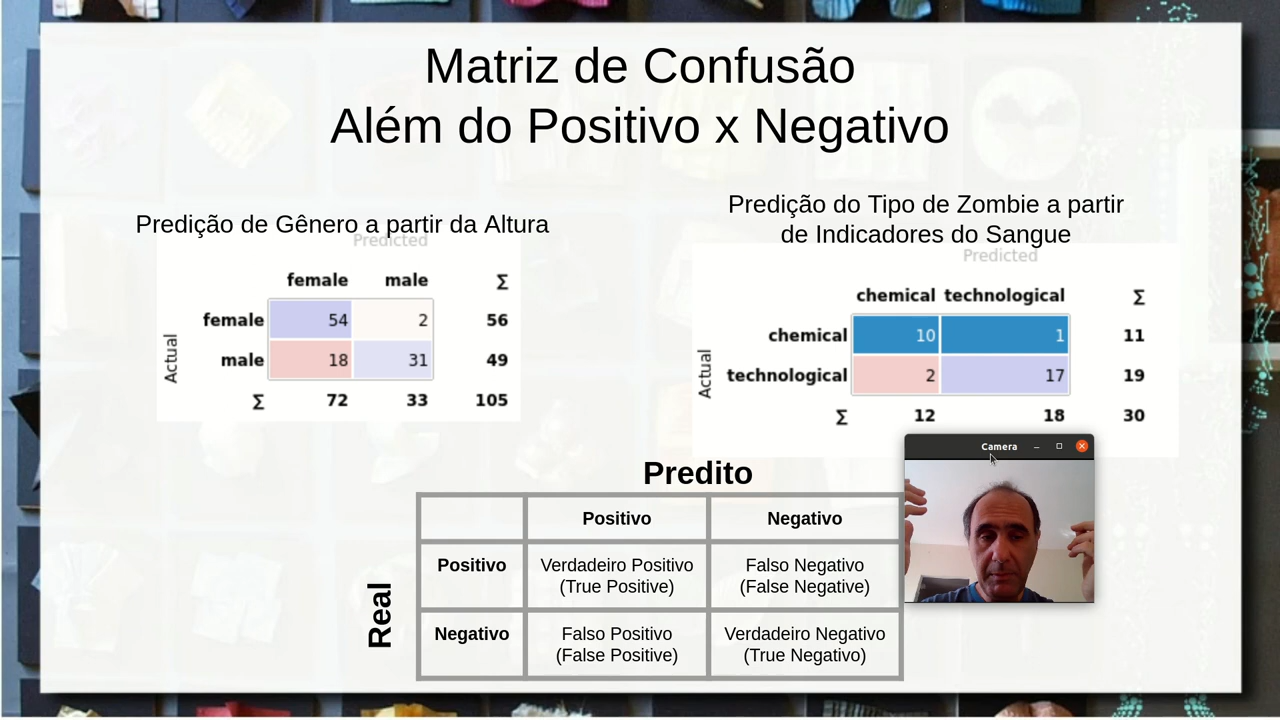 Matriz de Confusão
Além do Positivo x Negativo
Predição de Gênero a partir da Altura
Predicted
female male Σ
female 54 2 56
Actual
male 18 31 49
Σ 72 33 105
Predição do Tipo de Zombie a partir
de Indicadores do Sangue
Predicted
chemical technological Σ
chemical 10 1 11
Actual
technological 2 17 19
Σ 12 18 30
Camera
Predito
Positivo Negativo
Real
Positivo Verdadeiro Positivo Falso Negativo
(True Positive) (False Negative)
Negativo Falso Positivo Verdadeiro Negativo
(False Positive) (True Negativo)